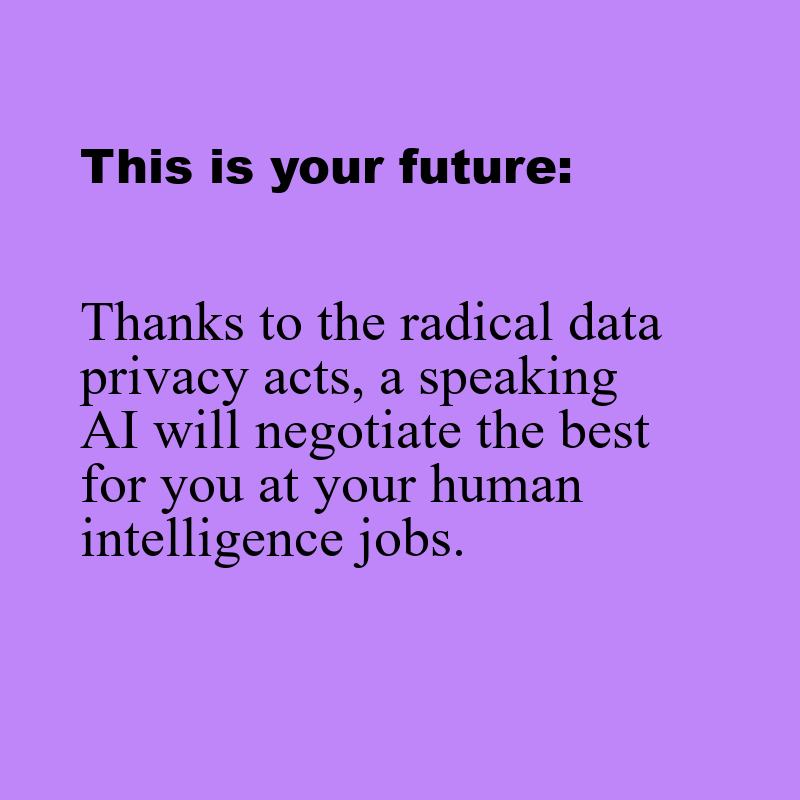 This is your future:
Thanks to the radical data
privacy acts, a speaking
AI will negotiate the best
for you at your human
intelligence jobs.